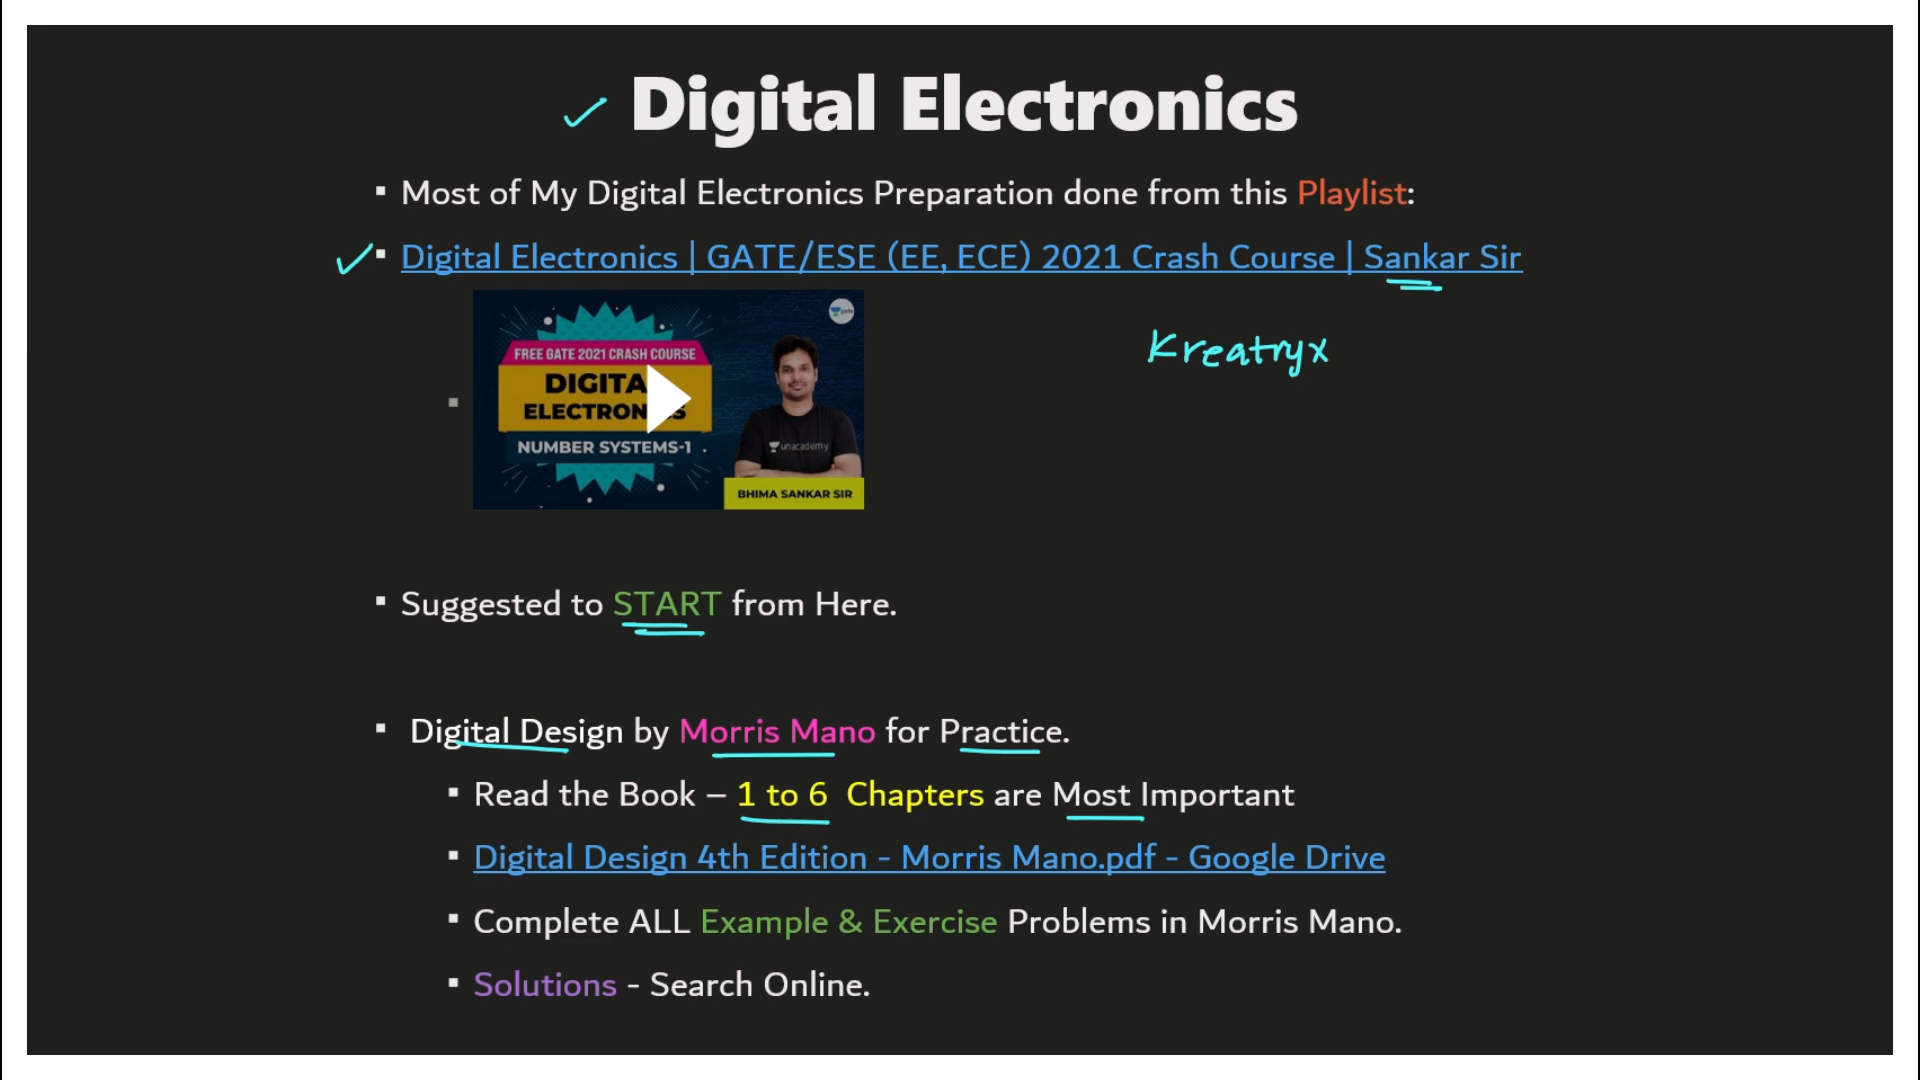 Digital Electronics
Most of My Digital Electronics Preparation done from this Playlist:
Digital Electronics | GATE/ESE (EE, ECE) 2021 Crash Course | Sankar Sir
Kreatryx
gate
FREE GATE 2021 CRASH COURSE
DIGITA
ELECTRON S
NUMBER SYSTEMS-1
unacademy
BHIMA SANKAR SIR
Suggested to START from Here.
Digital Design by Morris Mano for Practice.
Read the Book – 1 to 6 Chapters are Most Important
Digital Design 4th Edition - Morris Mano.pdf - Google Drive
Complete ALL Example & Exercise Problems in Morris Mano.
Solutions - Search Online.